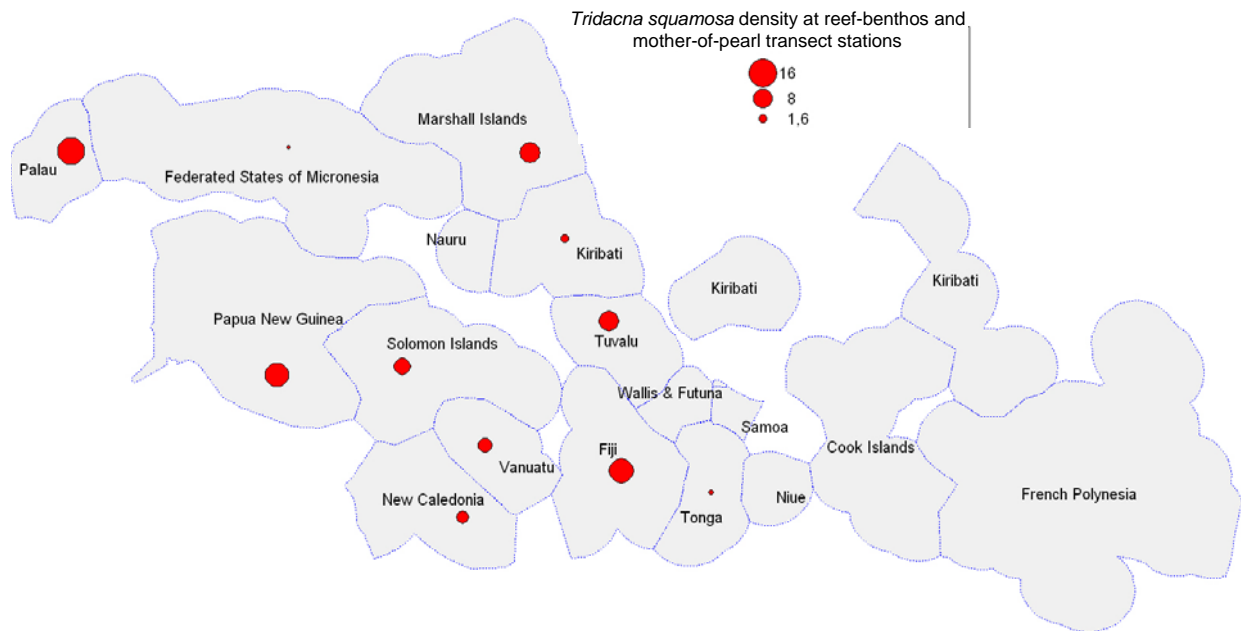 Tridacna squamosa density at reef-benthos and
mother-of-pearl transect stations
16
8
1,6
Marshall Islands
Palau
Federated States of Micronesia
Nauru
Kiribati
Kiribati
Kiribati
Papua New Guinea
Solomon Islands
Tuvalu
Wallis & Futuna
Samoa
Cook Islands
Fiji
Vanuatu
New Caledonia
Tonga
Niue
French Polynesia